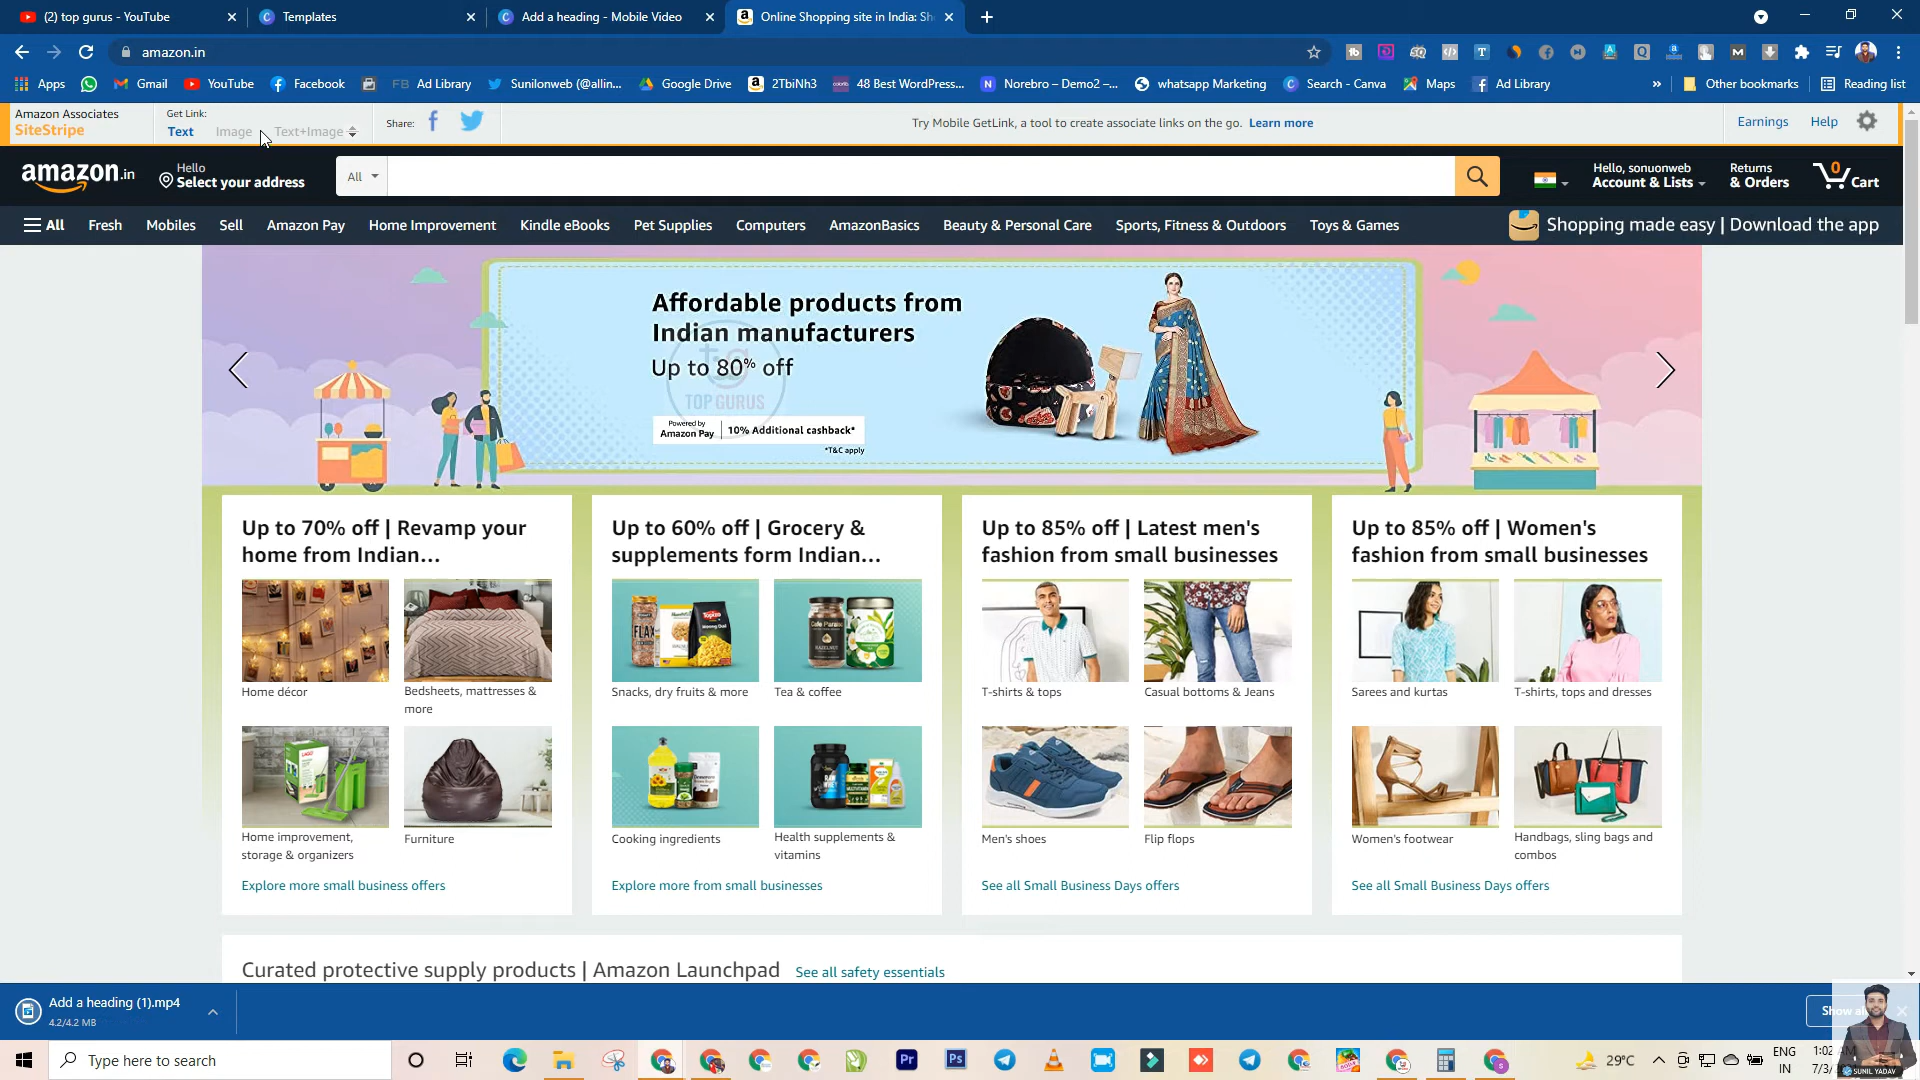 (2) top gurus - YouTube
Templates
Add a heading - Mobile Video
Online Shopping site in India: Sh
amazon.in
Apps
Gmail
YouTube
Facebook
FB Ad Library
Sunilonweb (@allin...
Google Drive
2TbiNh3
48 Best WordPress...
Norebro – Demo2 –...
whatsapp Marketing
Search - Canva
Maps
Ad Library
»
Other bookmarks
Reading list
Amazon Associates
SiteStripe
Get Link:
Text
Image
Text+Image
Share:
Try Mobile GetLink, a tool to create associate links on the go. Learn more
Earnings
Help
amazon.in
Hello
Select your address
All
Hello, sonuonweb
Account & Lists
Returns
& Orders
0
Cart
All
Fresh
Mobiles
Sell
Amazon Pay
Home Improvement
Kindle eBooks
Pet Supplies
Computers
AmazonBasics
Beauty & Personal Care
Sports, Fitness & Outdoors
Toys & Games
Shopping made easy | Download the app
Affordable products from
Indian manufacturers
Up to 80% off
tg
TOP GURUS
Powered by
Amazon Pay
10% Additional cashback*
*T&C apply
Up to 70% off | Revamp your
home from Indian...
Home décor
Bedsheets, mattresses &
more
Home improvement,
storage & organizers
Furniture
Explore more small business offers
Up to 60% off | Grocery &
supplements form Indian...
Snacks, dry fruits & more
Tea & coffee
Cooking ingredients
Health supplements &
vitamins
Explore more from small businesses
Up to 85% off | Latest men's
fashion from small businesses
T-shirts & tops
Casual bottoms & Jeans
Men's shoes
Flip flops
See all Small Business Days offers
Up to 85% off | Women's
fashion from small businesses
Sarees and kurtas
T-shirts, tops and dresses
Women's footwear
Handbags, sling bags and
combos
See all Small Business Days offers
Curated protective supply products | Amazon Launchpad
See all safety essentials
Add a heading (1).mp4
4.2/4.2 MB
Show
Type here to search
29°C
ENG
IN
SUNIL YADAV